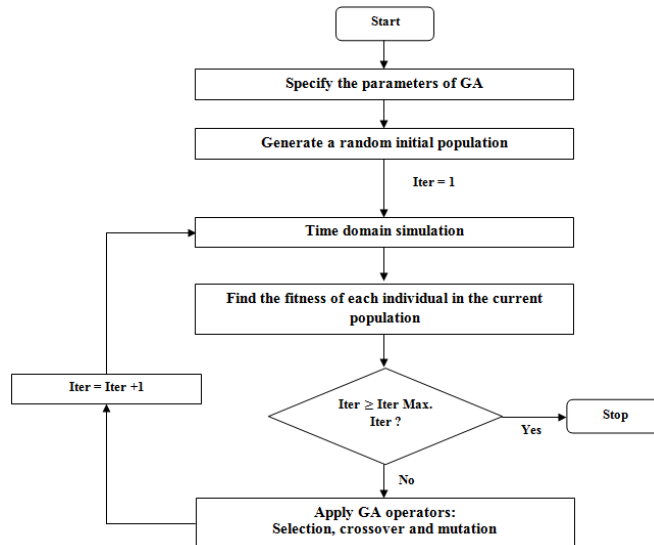 Start
Specify the parameters of GA
Generate a random initial population
Iter = 1
Time domain simulation
Find the fitness of each individual in the current
population
Iter = Iter +1
Iter ≥ Iter Max.
Iter ?
Yes
Stop
No
Apply GA operators:
Selection, crossover and mutation